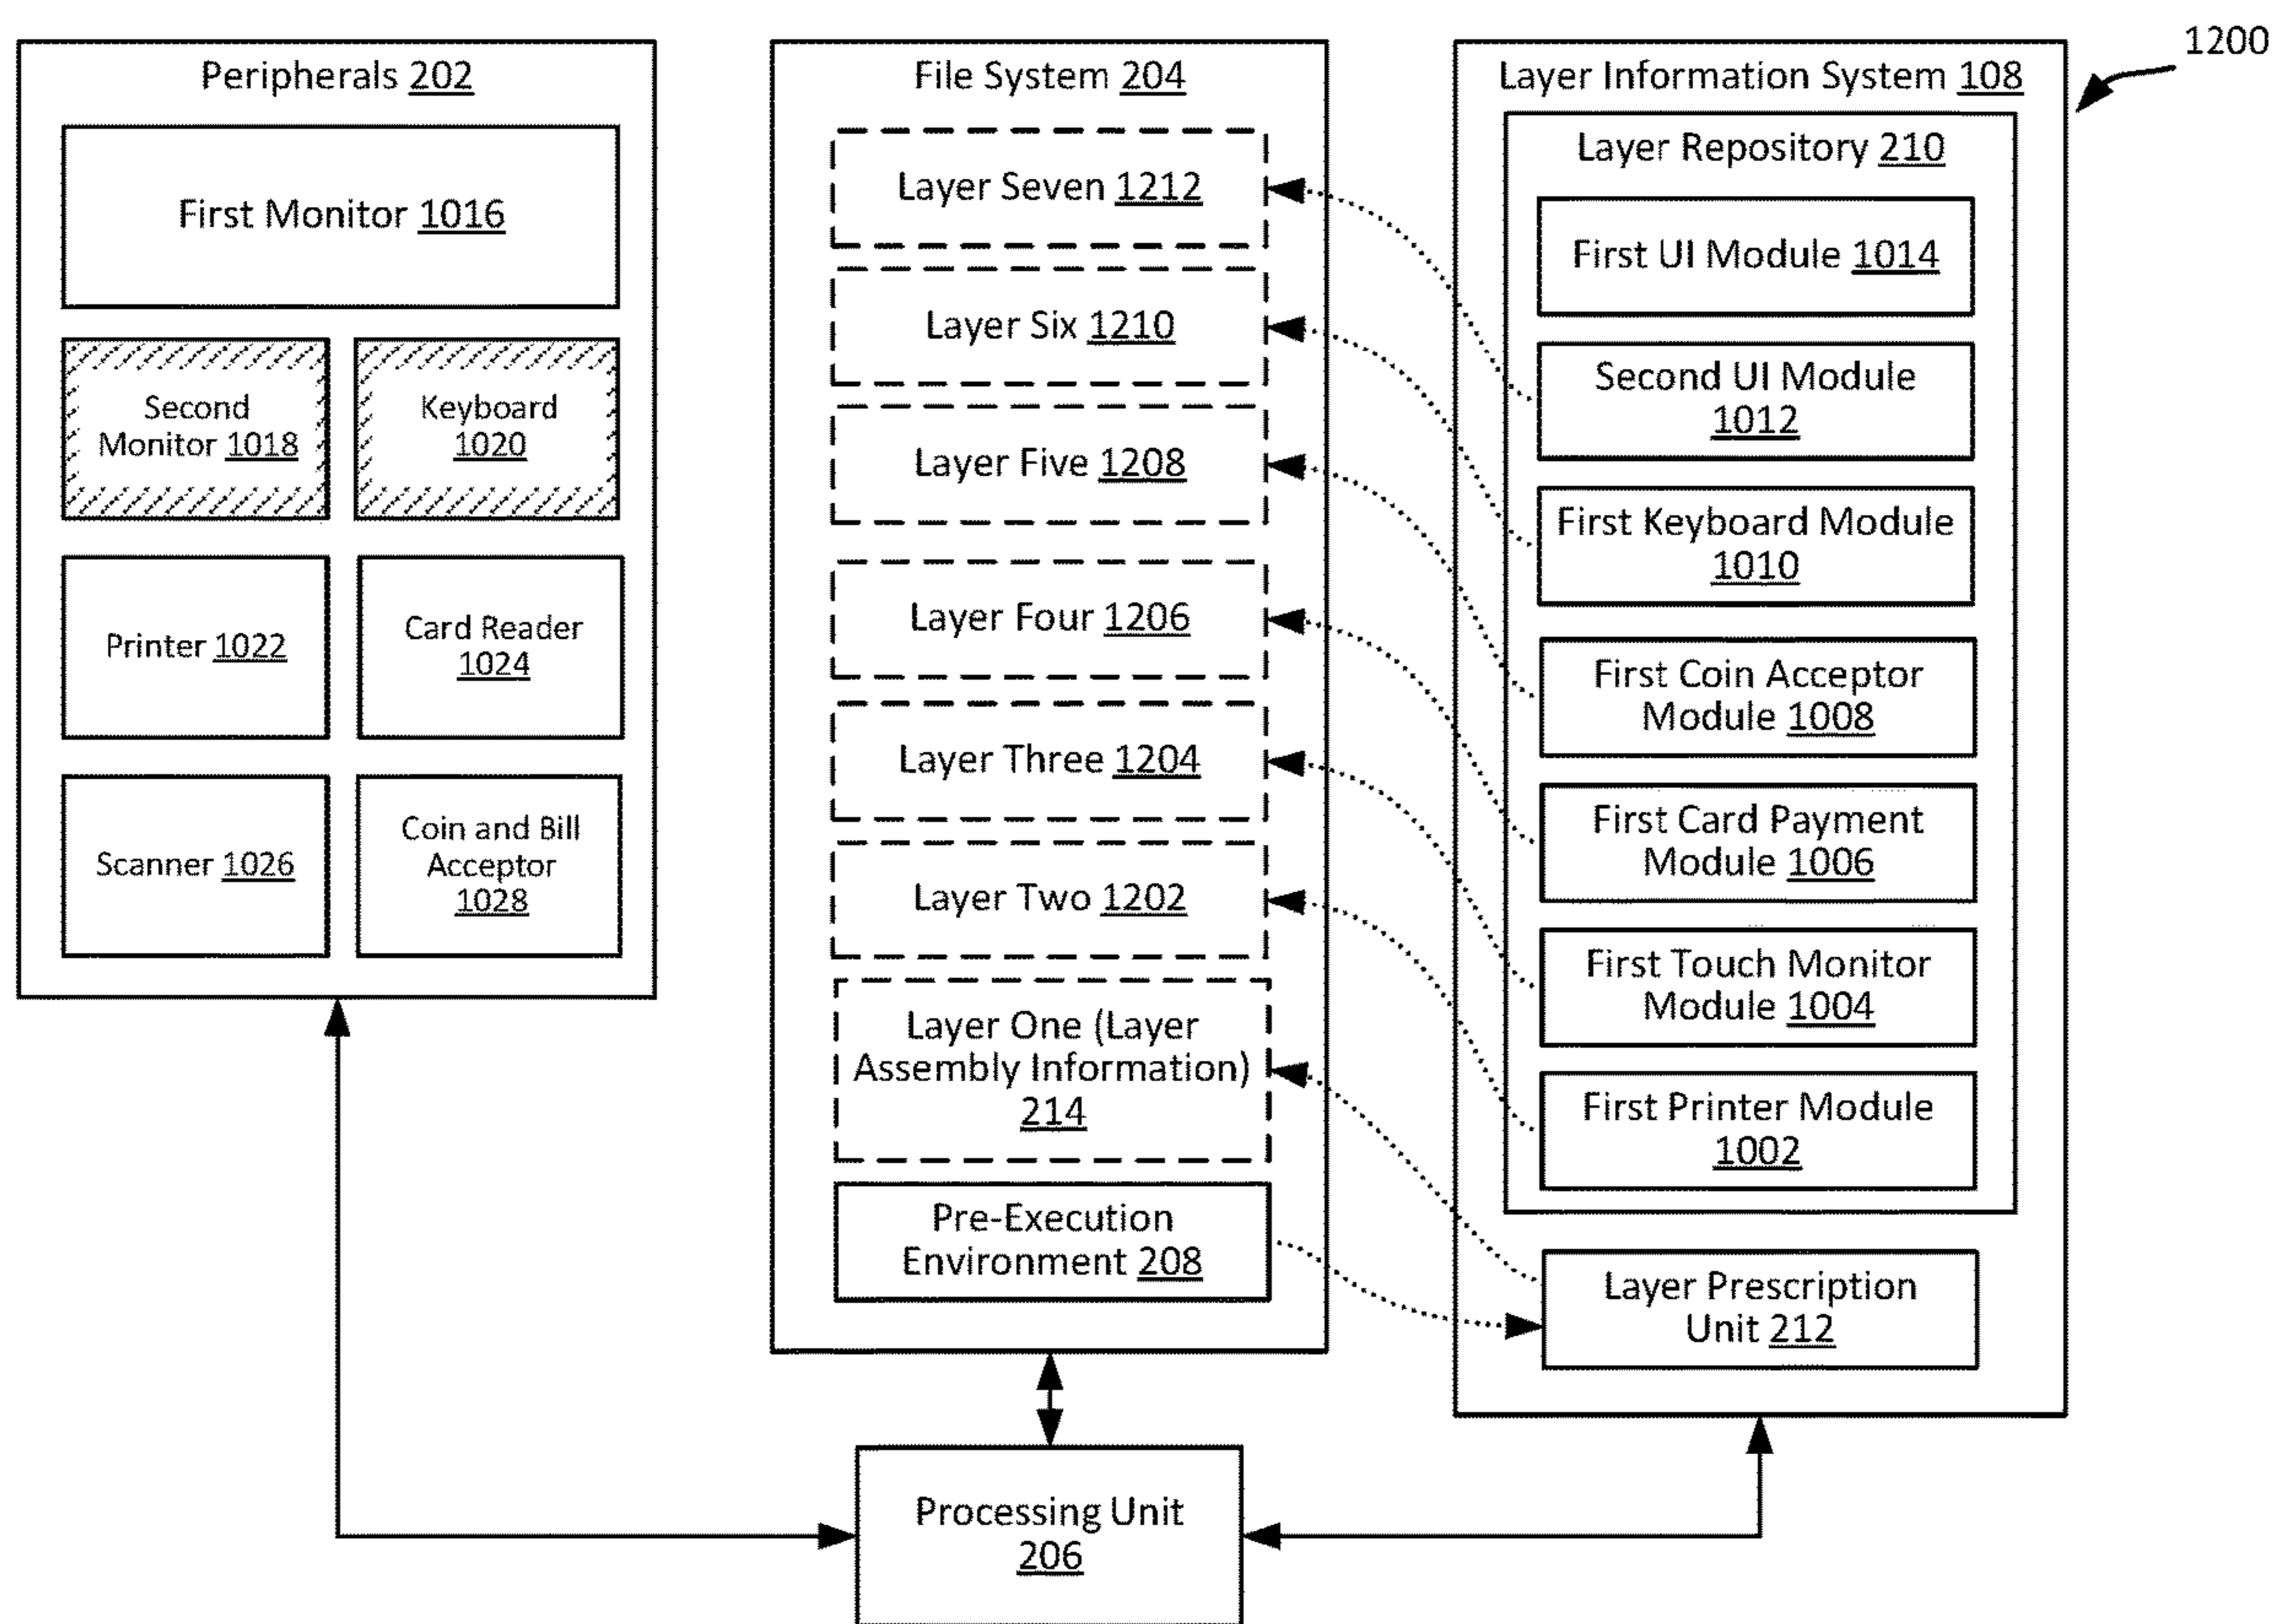 1200
Peripherals 202
First Monitor 1016
Second
Monitor 1018
Keyboard
1020
Printer 1022
Card Reader
1024
Scanner 1026
Coin and Bill
Acceptor
1028
File System 204
Layer Seven 1212
Layer Six 1210
Layer Five 1208
Layer Four 1206
Layer Three 1204
Layer Two 1202
Layer One (Layer
Assembly Information)
214
Pre-Execution
Environment 208
Layer Information System 108
Layer Repository 210
First UI Module 1014
Second UI Module
1012
First Keyboard Module
1010
First Coin Acceptor
Module 1008
First Card Payment
Module 1006
First Touch Monitor
Module 1004
First Printer Module
1002
Layer Prescription
Unit 212
Processing Unit
206